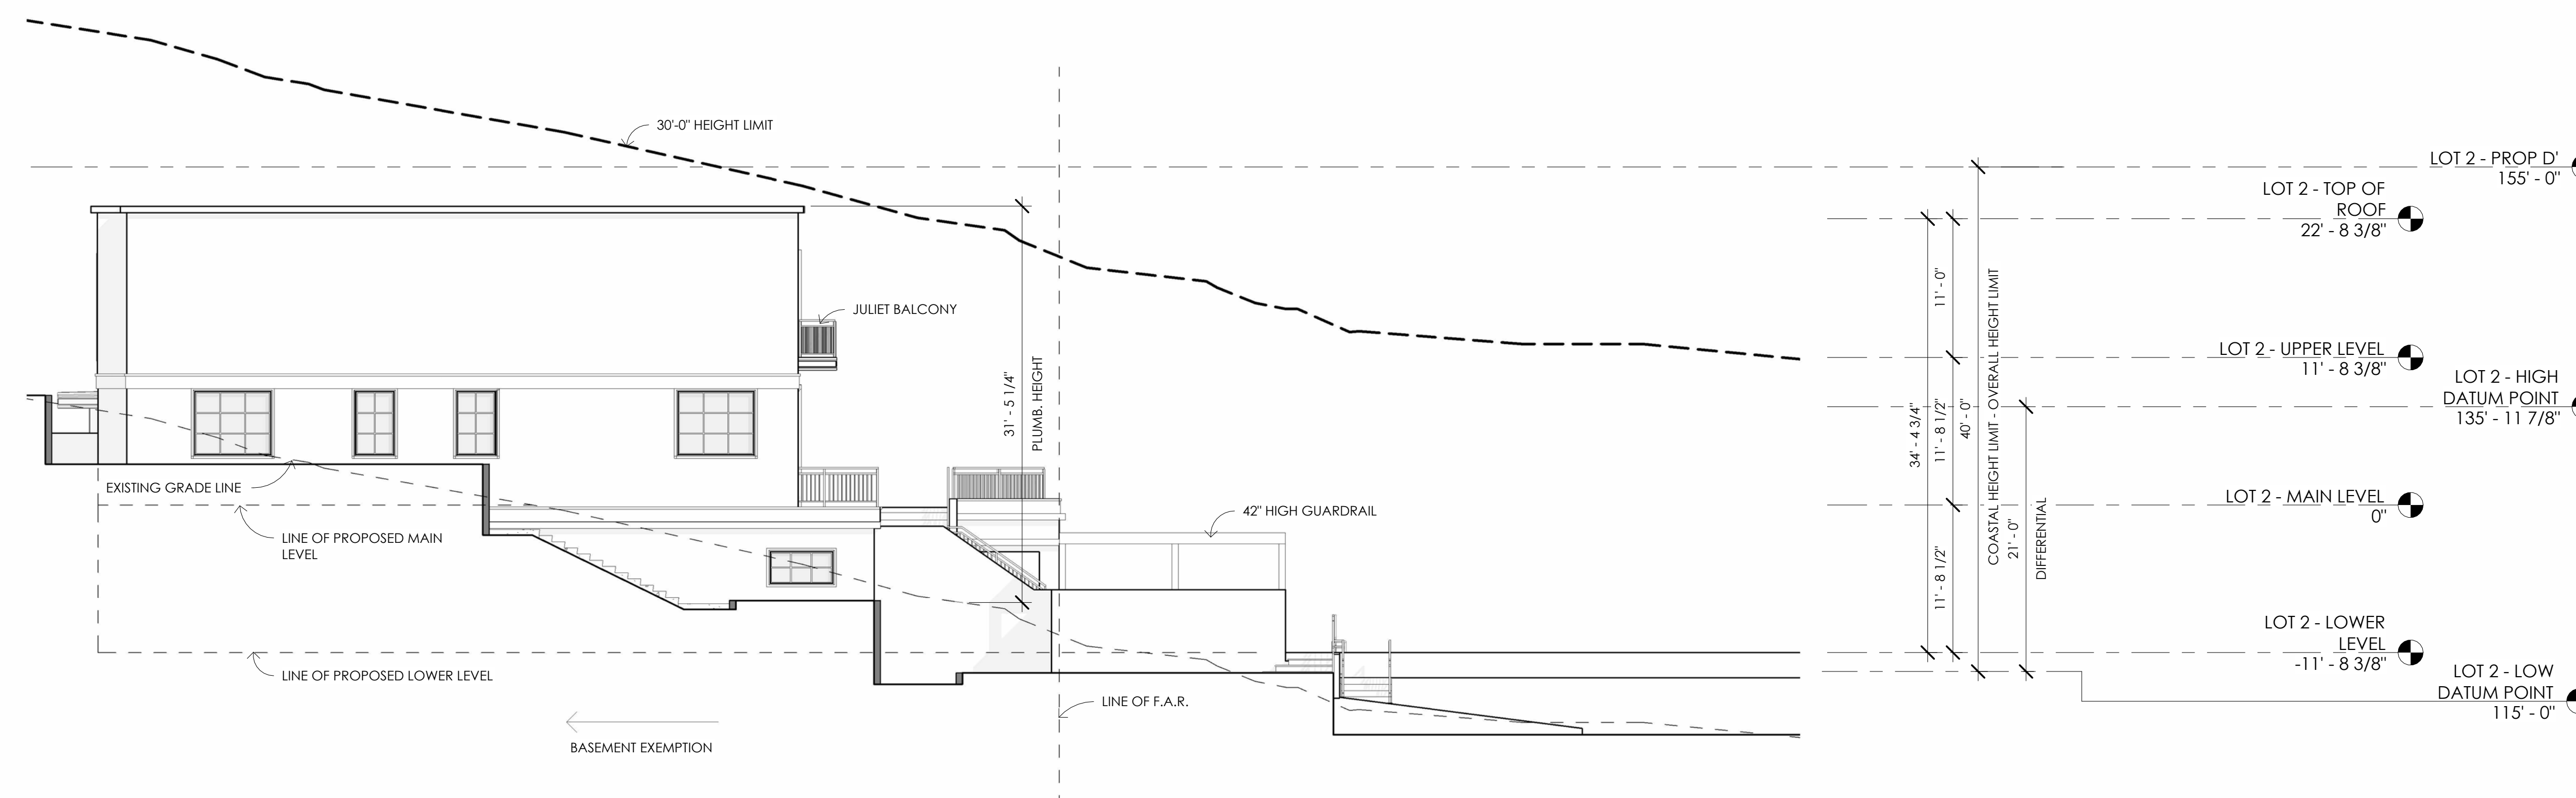 30'-0" HEIGHT LIMIT
LOT 2 - PROP D'
155' - 0"
LOT 2 - TOP OF
ROOF
22' - 8 3/8"
JULIET BALCONY
31' - 5 1/4"
PLUMB. HEIGHT
11' - 0"
LOT 2 - UPPER LEVEL
11' - 8 3/8"
LOT 2 - HIGH
DATUM POINT
135' - 11 7/8"
34' - 4 3/4"
11' - 8 1/2"
40' - 0"
COASTAL HEIGHT LIMIT - OVERALL HEIGHT LIMIT
21' - 0"
DIFFERENTIAL
EXISTING GRADE LINE
LINE OF PROPOSED MAIN
LEVEL
42" HIGH GUARDRAIL
LOT 2 - MAIN LEVEL
0"
11' - 8 1/2"
LOT 2 - LOWER
LEVEL
-11' - 8 3/8"
LINE OF PROPOSED LOWER LEVEL
LINE OF F.A.R.
LOT 2 - LOW
DATUM POINT
115' - 0"
BASEMENT EXEMPTION